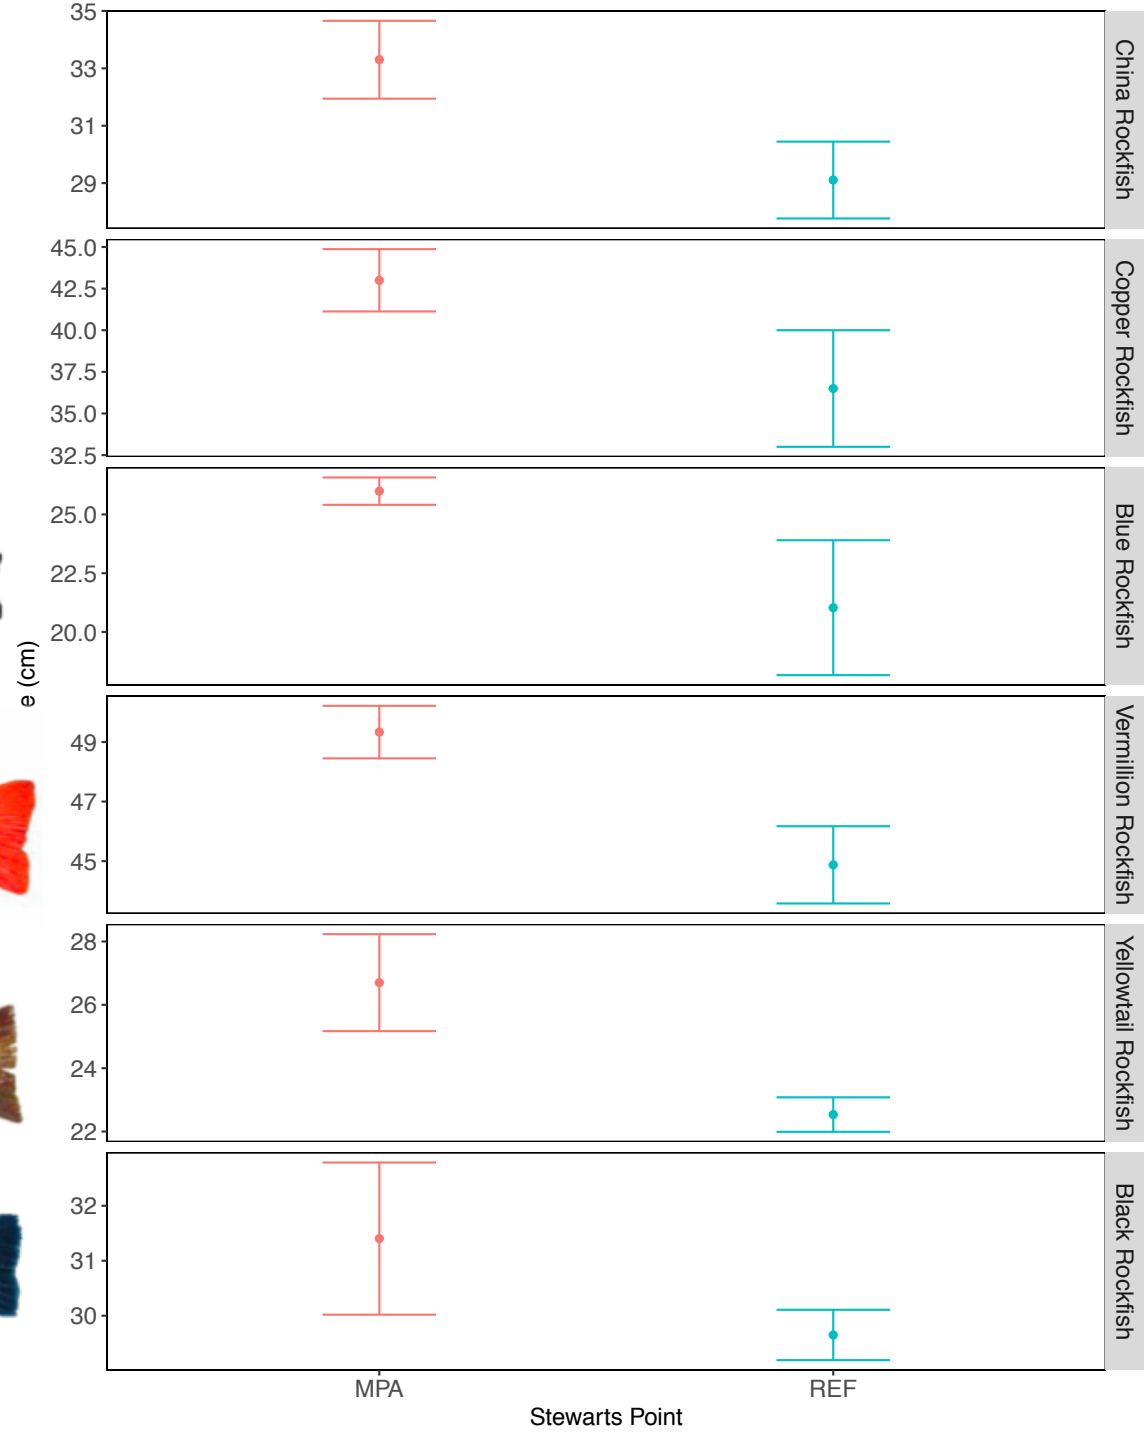 35
33
31
29
China Rockfish
45.0
42.5
40.0
37.5
35.0
32.5
Copper Rockfish
25.0
22.5
20.0
Blue Rockfish
e (cm)
49
47
45
Vermillion Rockfish
28
26
24
22
Yellowtail Rockfish
32
31
30
Black Rockfish
MPA REF
Stewarts Point